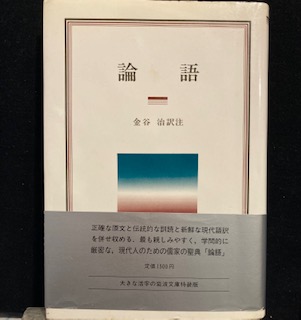 論語
金谷 治訳注
正確な原文と伝統的な訓読と新鮮な現代語訳
を併せ収める、最も親しみやすく、学問的に
厳密な、現代人のための儒家の聖典「論語」
定価1500円
大きな活字の岩波文庫特装版